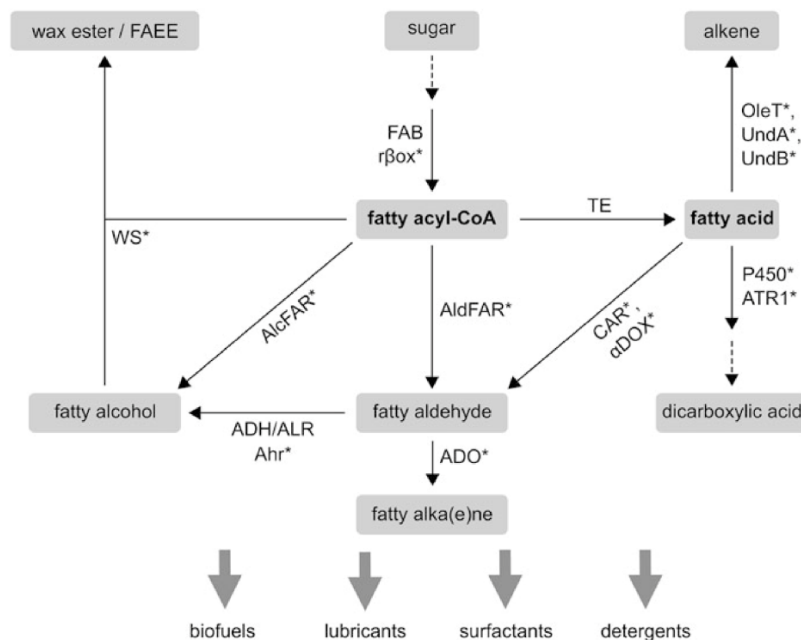 wax ester / FAEE
sugar
alkene
FAB
rβox*
OleT*,
UndA*,
UndB*
fatty acyl-CoA
TE
fatty acid
WS*
AlcFAR*
AldFAR*
CAR*,
αDOX*
P450*
ATR1*
fatty alcohol
ADH/ALR
Ahr*
fatty aldehyde
dicarboxylic acid
ADO*
fatty alka(e)ne
biofuels
lubricants
surfactants
detergents